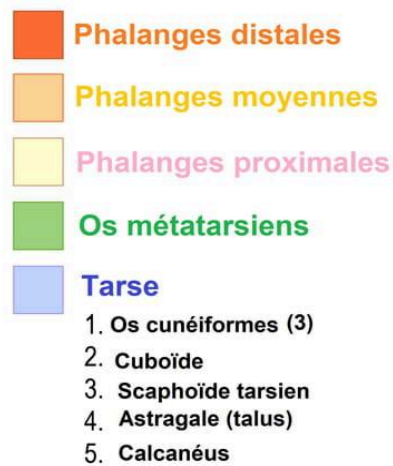 Phalanges distales
Phalanges moyennes
Phalanges proximales
Os métatarsiens
Tarse
1. Os cunéiformes (3)
2. Cuboïde
3. Scaphoïde tarsien
4. Astragale (talus)
5. Calcanéus